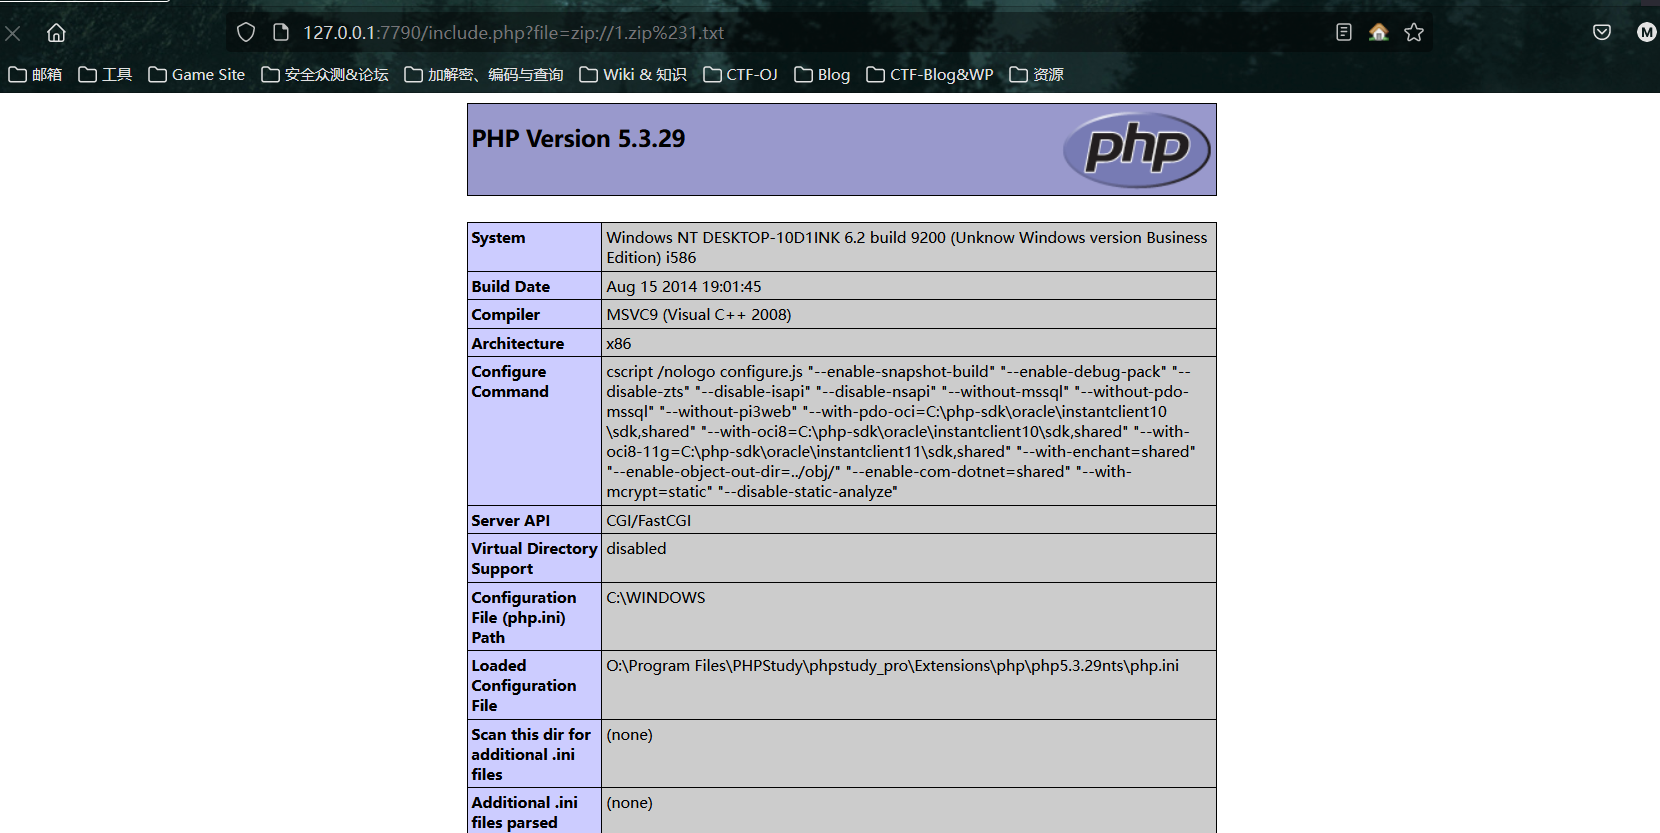 127.0.0.1:7790/include.php?file=zip://1.zip%231.txt
M
邮箱 工具 Game Site 安全众测&论坛 加解密、编码与查询 Wiki & 知识 CTF-OJ Blog CTF-Blog&WP 资源
PHP Version 5.3.29
php
System
Windows NT DESKTOP-10D1INK 6.2 build 9200 (Unknow Windows version Business
Edition) i586
Build Date
Aug 15 2014 19:01:45
Compiler
MSVC9 (Visual C++ 2008)
Architecture
x86
Configure
Command
cscript /nologo configure.js "--enable-snapshot-build" "--enable-debug-pack" "--
disable-zts" "--disable-isapi" "--disable-nsapi" "--without-mssql" "--without-pdo-
mssql" "--without-pi3web" "--with-pdo-oci=C:\php-sdk\oracle\instantclient10
\sdk,shared" "--with-oci8=C:\php-sdk\oracle\instantclient10\sdk,shared" "--with-
oci8-11g=C:\php-sdk\oracle\instantclient11\sdk,shared" "--with-enchant=shared"
"--enable-object-out-dir=../obj/" "--enable-com-dotnet=shared" "--with-
mcrypt=static" "--disable-static-analyze"
Server API
CGI/FastCGI
Virtual Directory
Support
disabled
Configuration
File (php.ini)
Path
C:\WINDOWS
Loaded
Configuration
File
O:\Program Files\PHPStudy\phpstudy_pro\Extensions\php\php5.3.29nts\php.ini
Scan this dir for
additional .ini
files
(none)
Additional .ini
files parsed
(none)